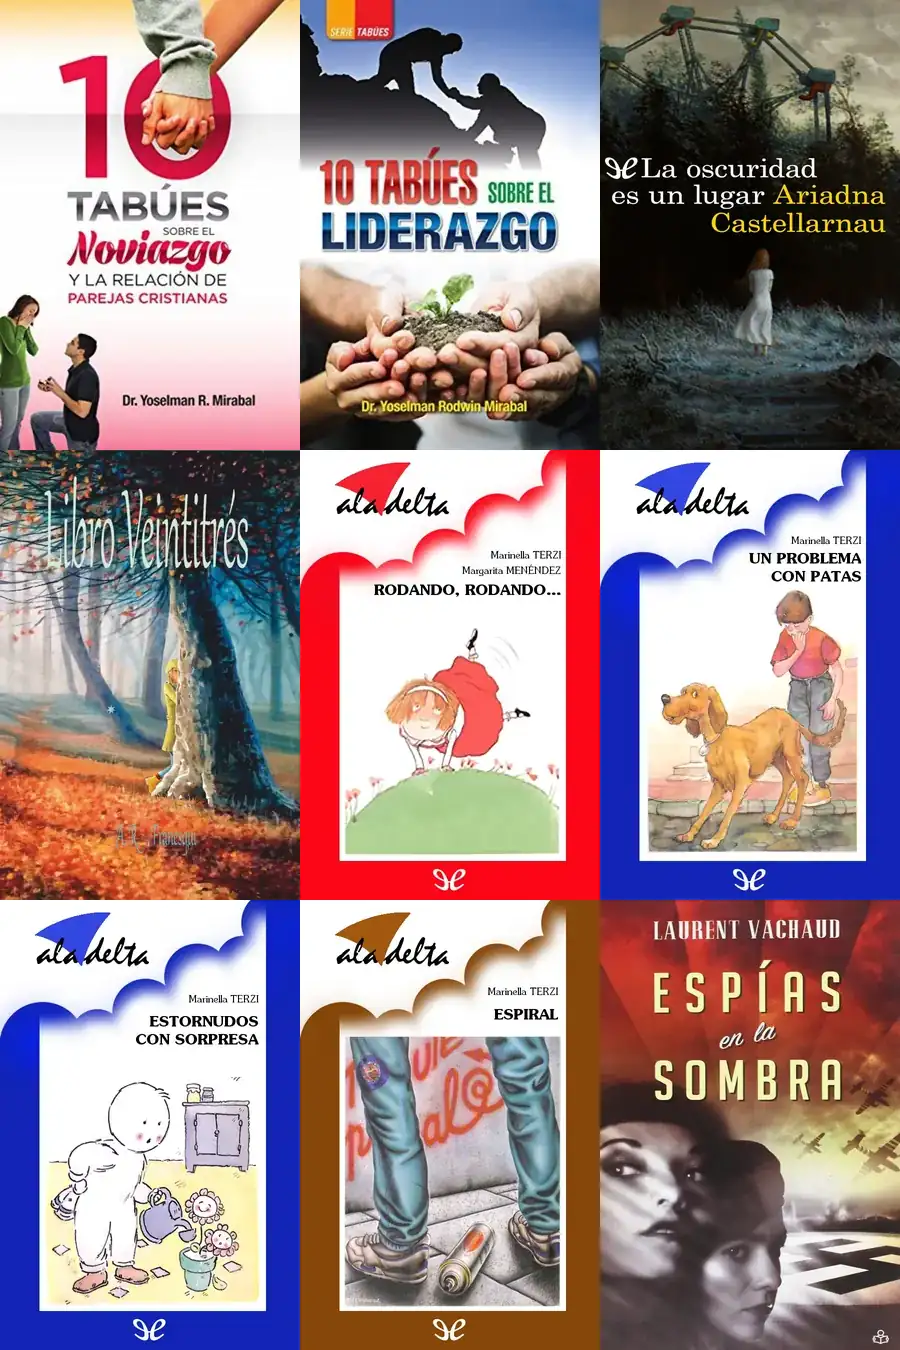 10
TABÚES
SOBRE EL
Noviazgo
Y LA RELACIÓN DE
PAREJAS CRISTIANAS
Dr. Yoselman R. Mirabal
SERIE TABÚES
10 TABÚES SOBRE EL
LIDERAZGO
Dr. Yoselman Rodwin Mirabal
La oscuridad
es un lugar Ariadna
Castellarnau
Libro Veintitrés
ala delta
Marinella TERZI
Margarita MENÉNDEZ
RODANDO, RODANDO...
ala delta
Marinella TERZI
UN PROBLEMA
CON PATAS
ala delta
Marinella TERZI
ESTORNUDOS
CON SORPRESA
ala delta
Marinella TERZI
ESPIRAL
LAURENT VACHAUD
ESPÍAS
en la
SOMBRA